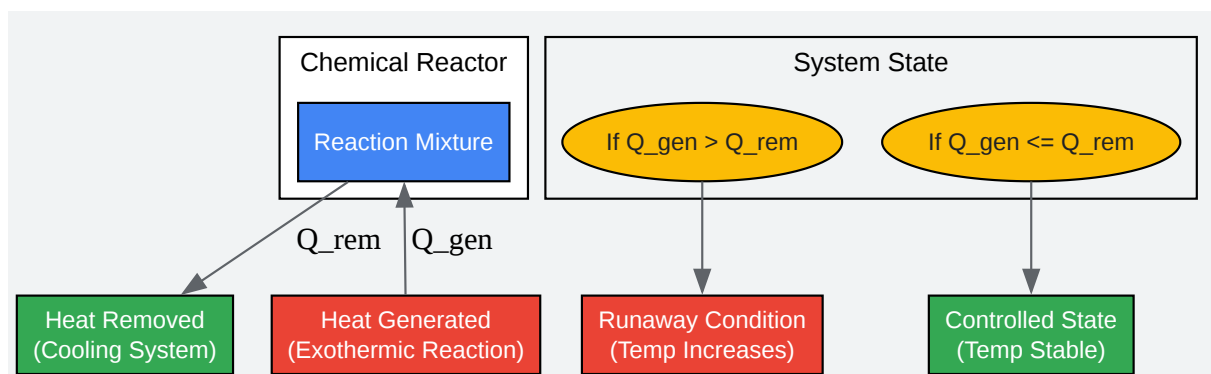 Chemical Reactor
System State
Reaction Mixture
If Q_gen > Q_rem
If Q_gen <= Q_rem
Q_rem
Q_gen
Heat Removed
(Cooling System)
Heat Generated
(Exothermic Reaction)
Runaway Condition
(Temp Increases)
Controlled State
(Temp Stable)